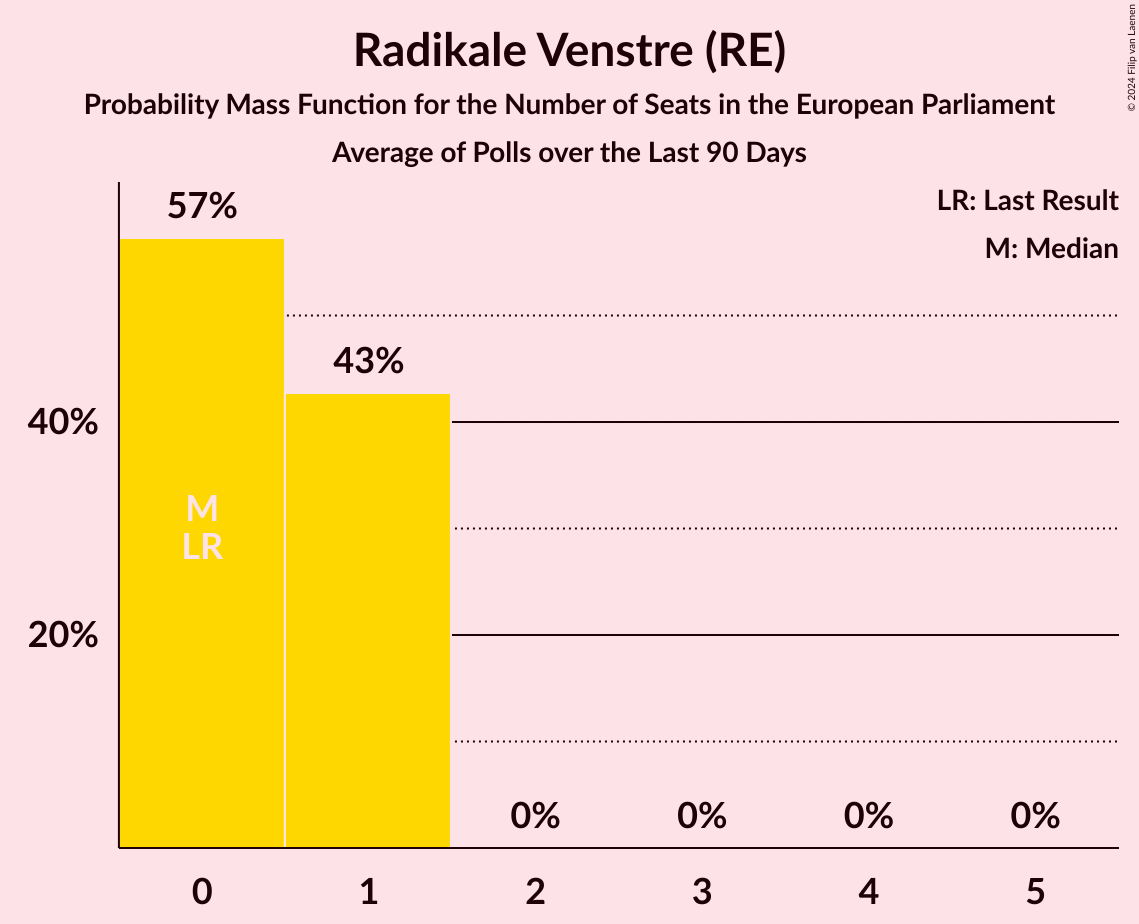 Radikale Venstre (RE)
Probability Mass Function for the Number of Seats in the European Parliament
Average of Polls over the Last 90 Days
© 2024 Filip van Laenen
LR: Last Result
M: Median
57%
43%
40%
M
LR
20%
0% 0% 0% 0%
0 1 2 3 4 5